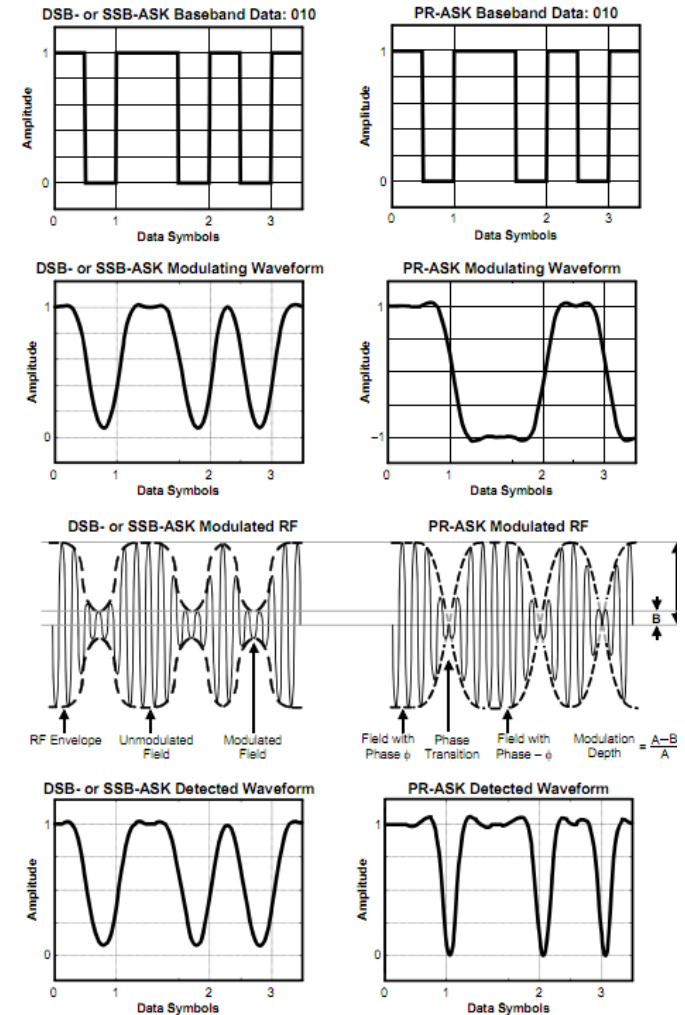 DSB- or SSB-ASK Baseband Data: 010
Amplitude
1
0
0 1 2 3
Data Symbols
PR-ASK Baseband Data: 010
Amplitude
1
0
0 1 2 3
Data Symbols
DSB- or SSB-ASK Modulating Waveform
Amplitude
1
0
0 1 2 3
Data Symbols
PR-ASK Modulating Waveform
Amplitude
1
–1
0 1 2 3
Data Symbols
DSB- or SSB-ASK Modulated RF
RF Envelope
Unmodulated
Field
Modulated
Field
PR-ASK Modulated RF
B
Field with
Phase ϕ
Phase
Transition
Field with
Phase – ϕ
Modulation
Depth
= A–B
A
DSB- or SSB-ASK Detected Waveform
Amplitude
1
0
0 1 2 3
Data Symbols
PR-ASK Detected Waveform
Amplitude
1
0
0 1 2 3
Data Symbols